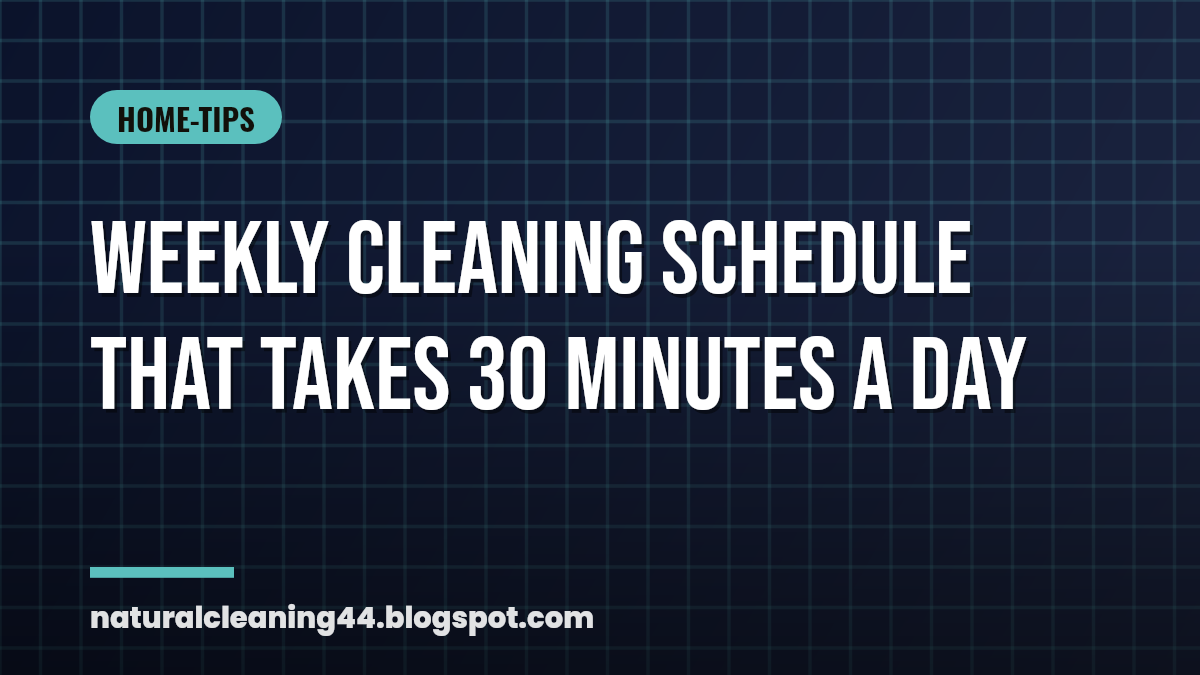 HOME-TIPS
WEEKLY CLEANING SCHEDULE
THAT TAKES 30 MINUTES A DAY
naturalcleaning44.blogspot.com